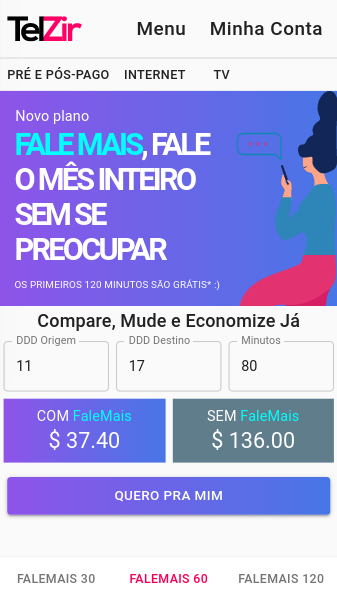 TelZir
Menu Minha Conta
PRÉ E PÓS-PAGO INTERNET TV
Novo plano
FALE MAIS, FALE
O MÊS INTEIRO
SEM SE
PREOCUPAR
OS PRIMEIROS 120 MINUTOS SÃO GRÁTIS* :)
Compare, Mude e Economize Já
DDD Origem DDD Destino Minutos
11 17 80
COM FaleMais SEM FaleMais
$ 37.40 $ 136.00
QUERO PRA MIM
FALEMAIS 30 FALEMAIS 60 FALEMAIS 120